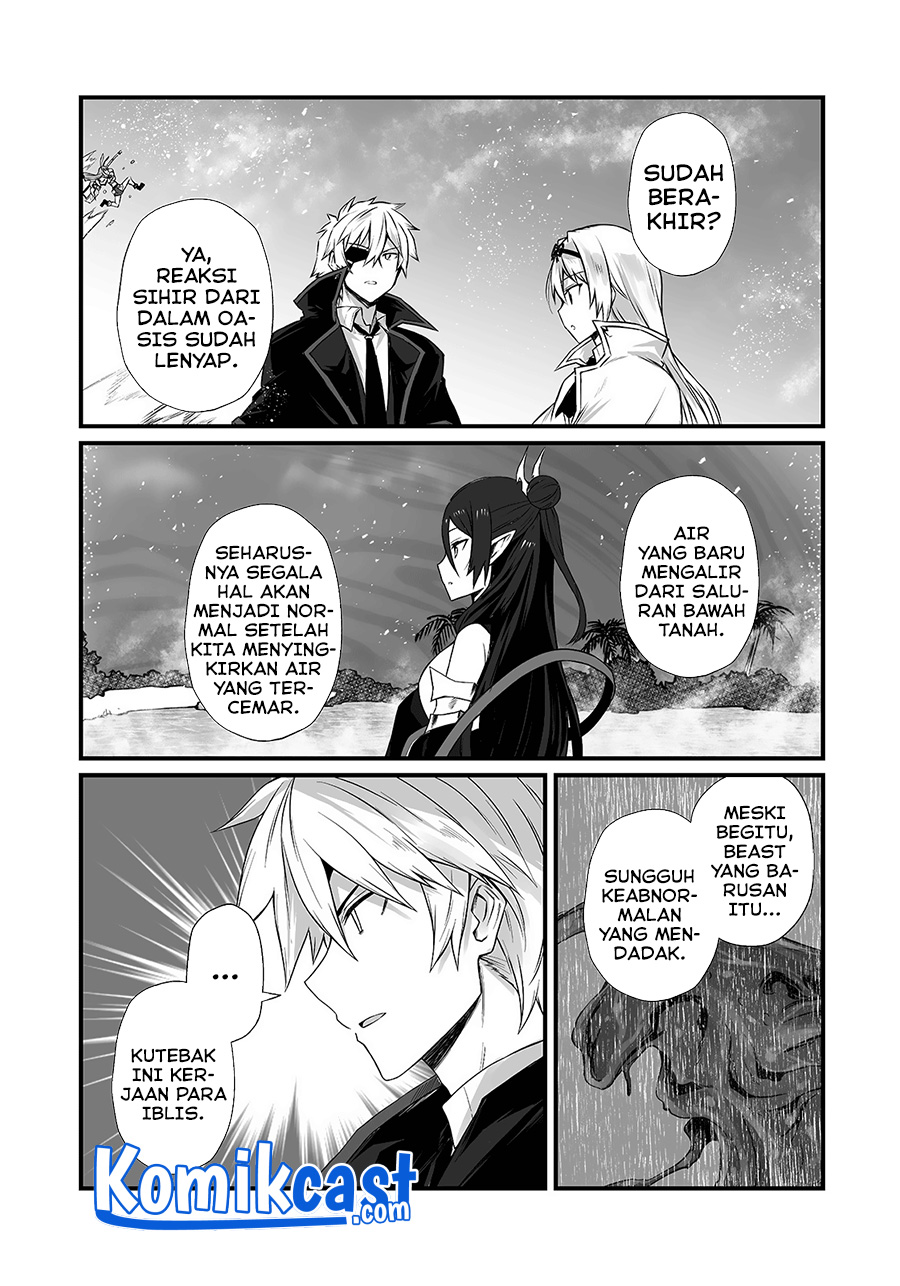 SUDAH
BERA-
KHIR?
YA,
REAKSI
SIHIR DARI
DALAM OA-
SIS SUDAH
LENYAP.
AIR
YANG BARU
MENGALIR
DARI SALU-
RAN BAWAH
TANAH.
SEHARUS-
NYA SEGALA
HAL AKAN
MENJADI NOR-
MAL SETELAH
KITA MENYING-
KIRKAN AIR
YANG TER-
CEMAR.
MESKI
BEGITU,
BEAST
YANG BA-
RUSAN
ITU...
SUNGGUH
KEABNOR-
MALAN
YANG MEN-
DADAK.
...
KUTEBAK
INI KER-
JAAN PARA
IBLIS.
Komikcast
.com